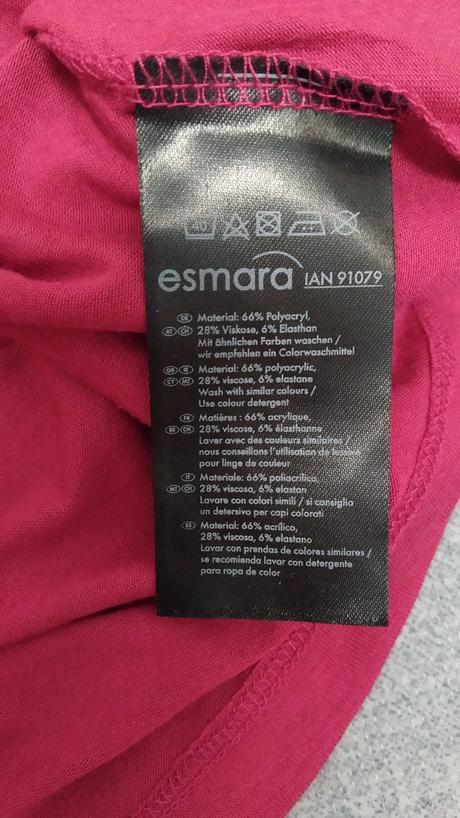 40
esmara IAN 91079
DE Material: 66% Polyacryl,
AT CH 28% Viskose, 6% Elasthan
Mit ähnlichen Farben waschen /
wir empfehlen ein Colorwaschmittel
GB IE Material: 66% polyacrylic,
CY MT 28% viscose, 6% elastane
Wash with similar colours /
Use colour detergent
FR Matières : 66% acrylique,
BE CH 28% viscose, 6% élasthanne
Laver avec des couleurs similaires /
nous conseillons l'utilisation de lessive
pour linge de couleur
IT Materiale: 66% poliacrilica,
MT CH 28% viscosa, 6% elastan
Lavare con colori simili / si consiglia
un detersivo per capi colorati
ES Material: 66% acrílico,
28% viscosa, 6% elastano
Lavar con prendas de colores similares /
se recomienda lavar con detergente
para ropa de color